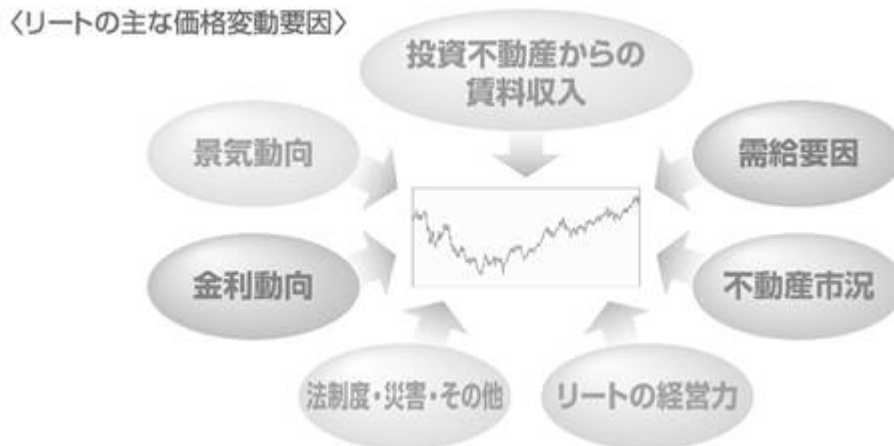 〈リートの主な価格変動要因〉
投資不動産からの
賃料収入
景気動向
需給要因
金利動向
不動産市況
法制度・災害・その他
リートの経営力